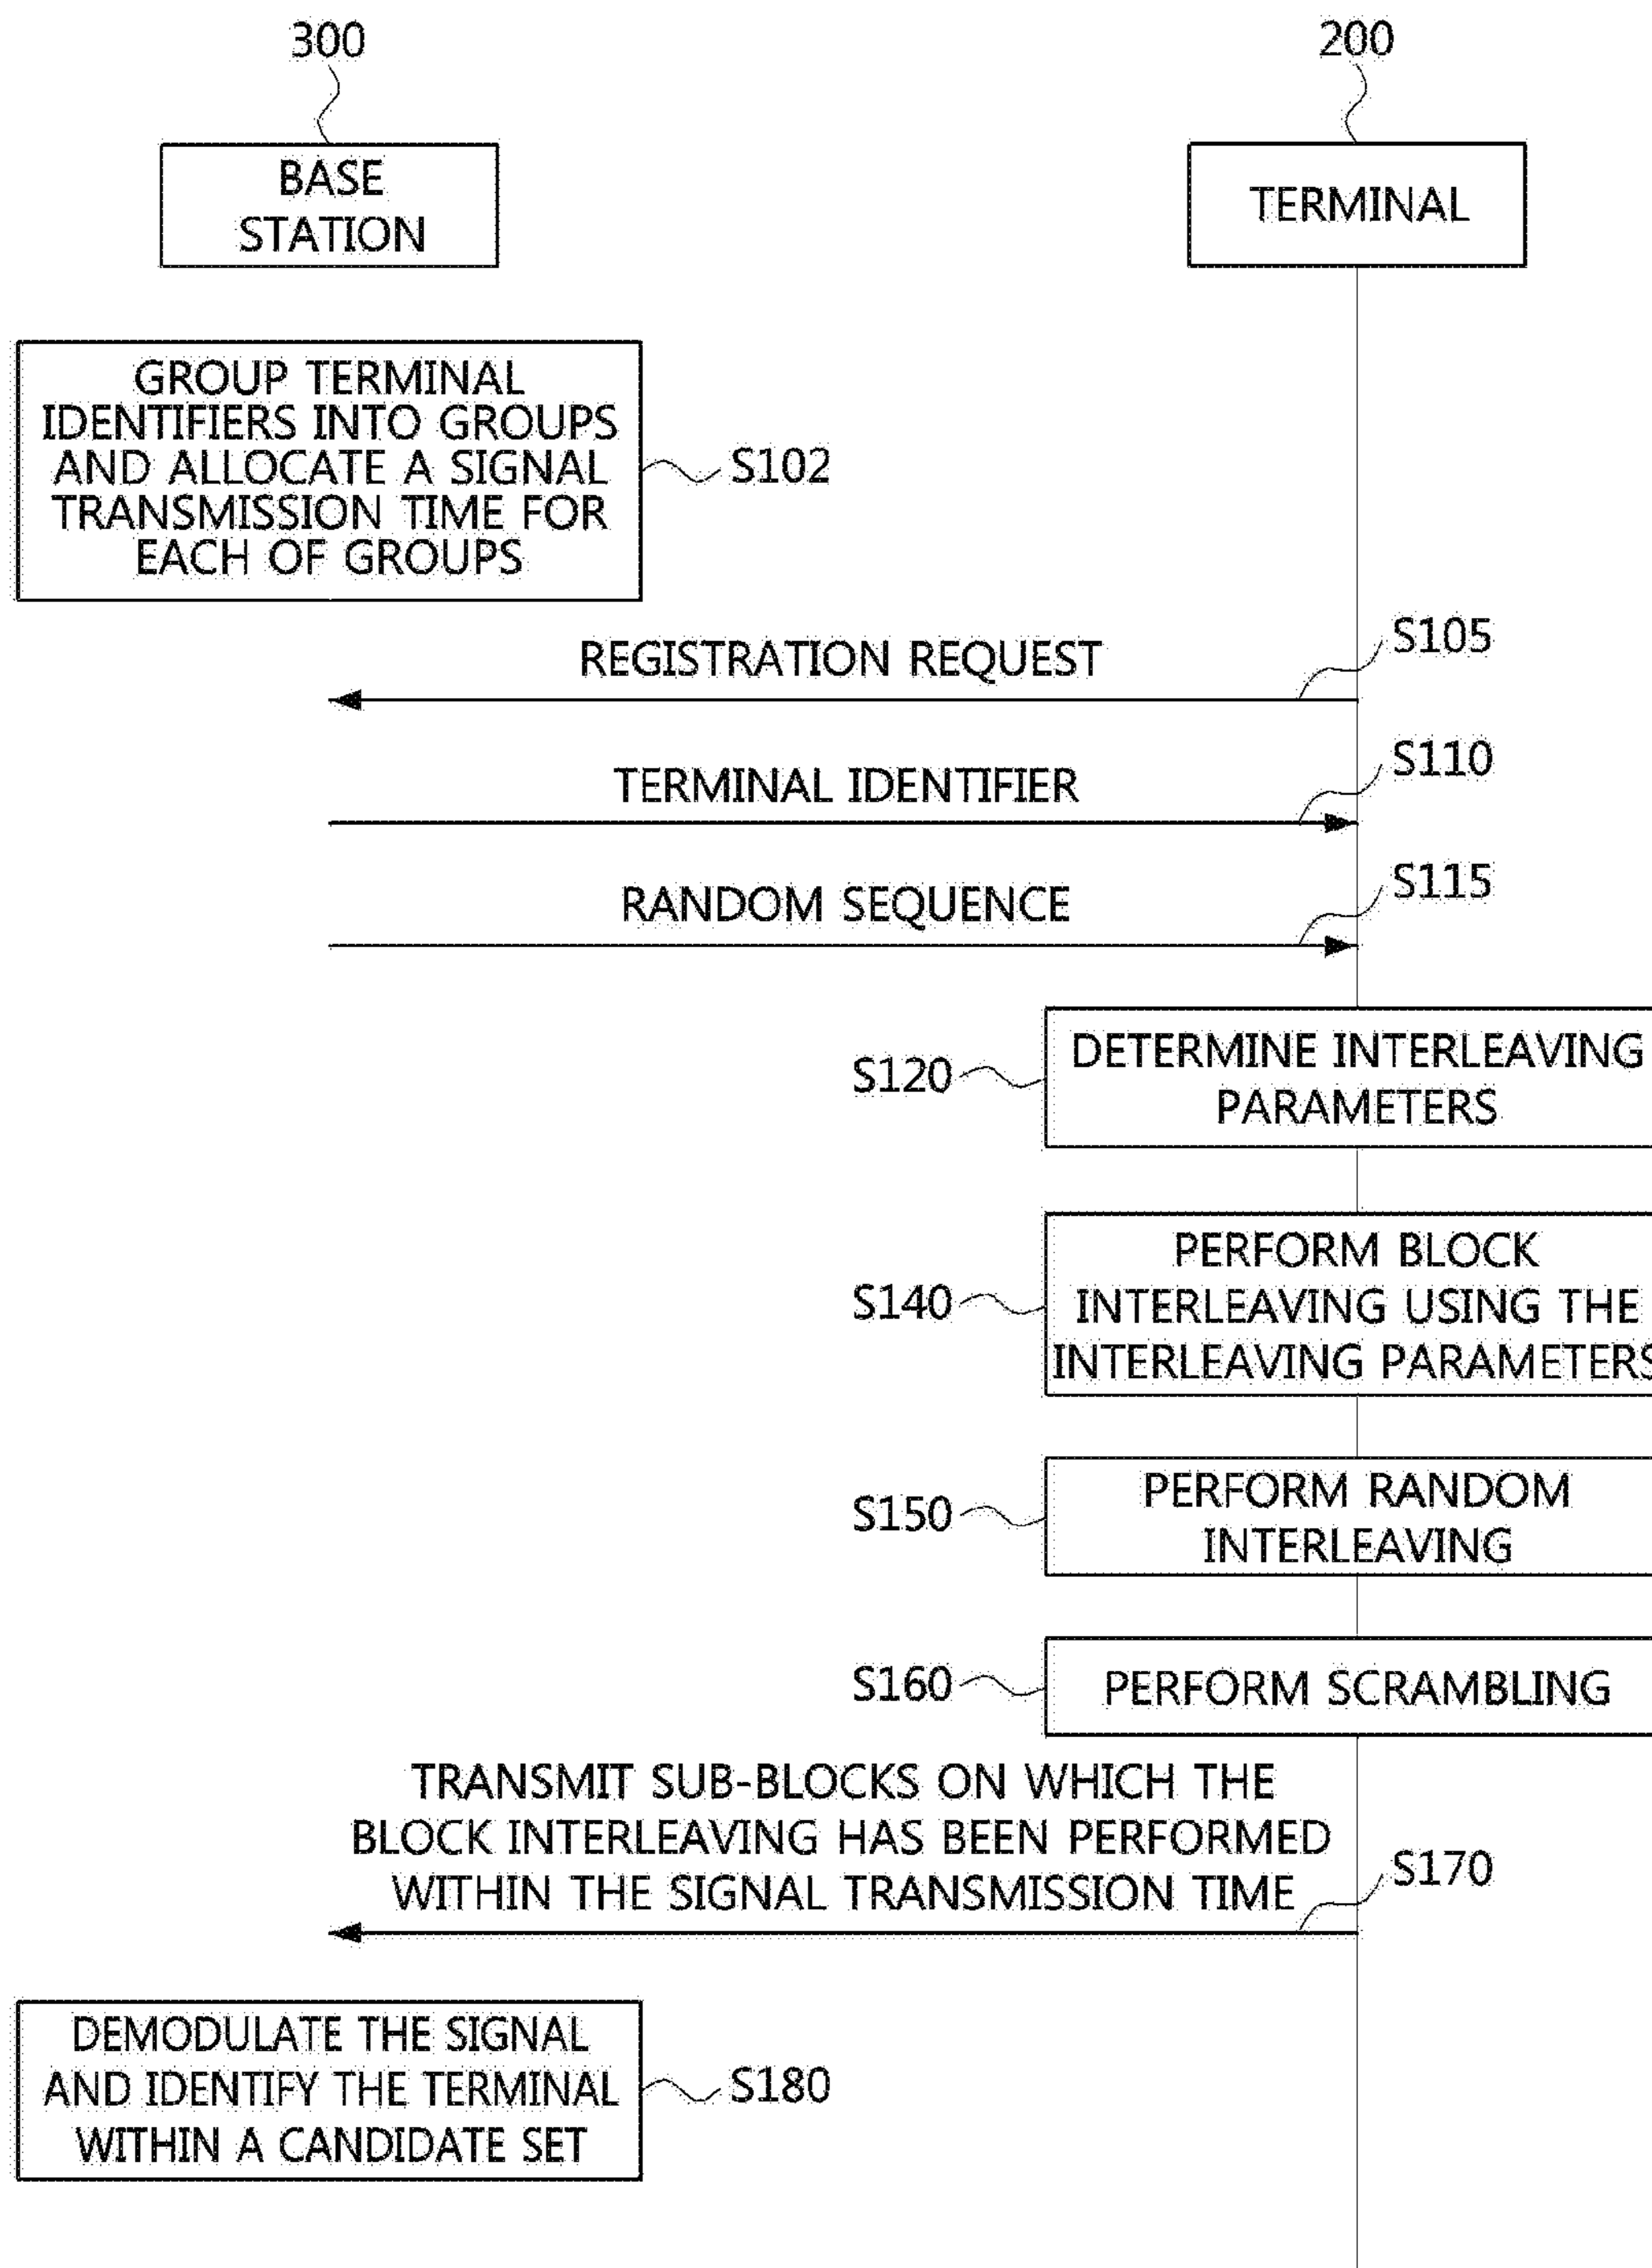 300
200
BASE
STATION
TERMINAL
GROUP TERMINAL
IDENTIFIERS INTO GROUPS
AND ALLOCATE A SIGNAL
TRANSMISSION TIME FOR
EACH OF GROUPS
S102
REGISTRATION REQUEST
S105
TERMINAL IDENTIFIER
S110
RANDOM SEQUENCE
S115
S120
DETERMINE INTERLEAVING
PARAMETERS
S140
PERFORM BLOCK
INTERLEAVING USING THE
INTERLEAVING PARAMETERS
S150
PERFORM RANDOM
INTERLEAVING
S160
PERFORM SCRAMBLING
TRANSMIT SUB-BLOCKS ON WHICH THE
BLOCK INTERLEAVING HAS BEEN PERFORMED
WITHIN THE SIGNAL TRANSMISSION TIME
S170
DEMODULATE THE SIGNAL
AND IDENTIFY THE TERMINAL
WITHIN A CANDIDATE SET
S180